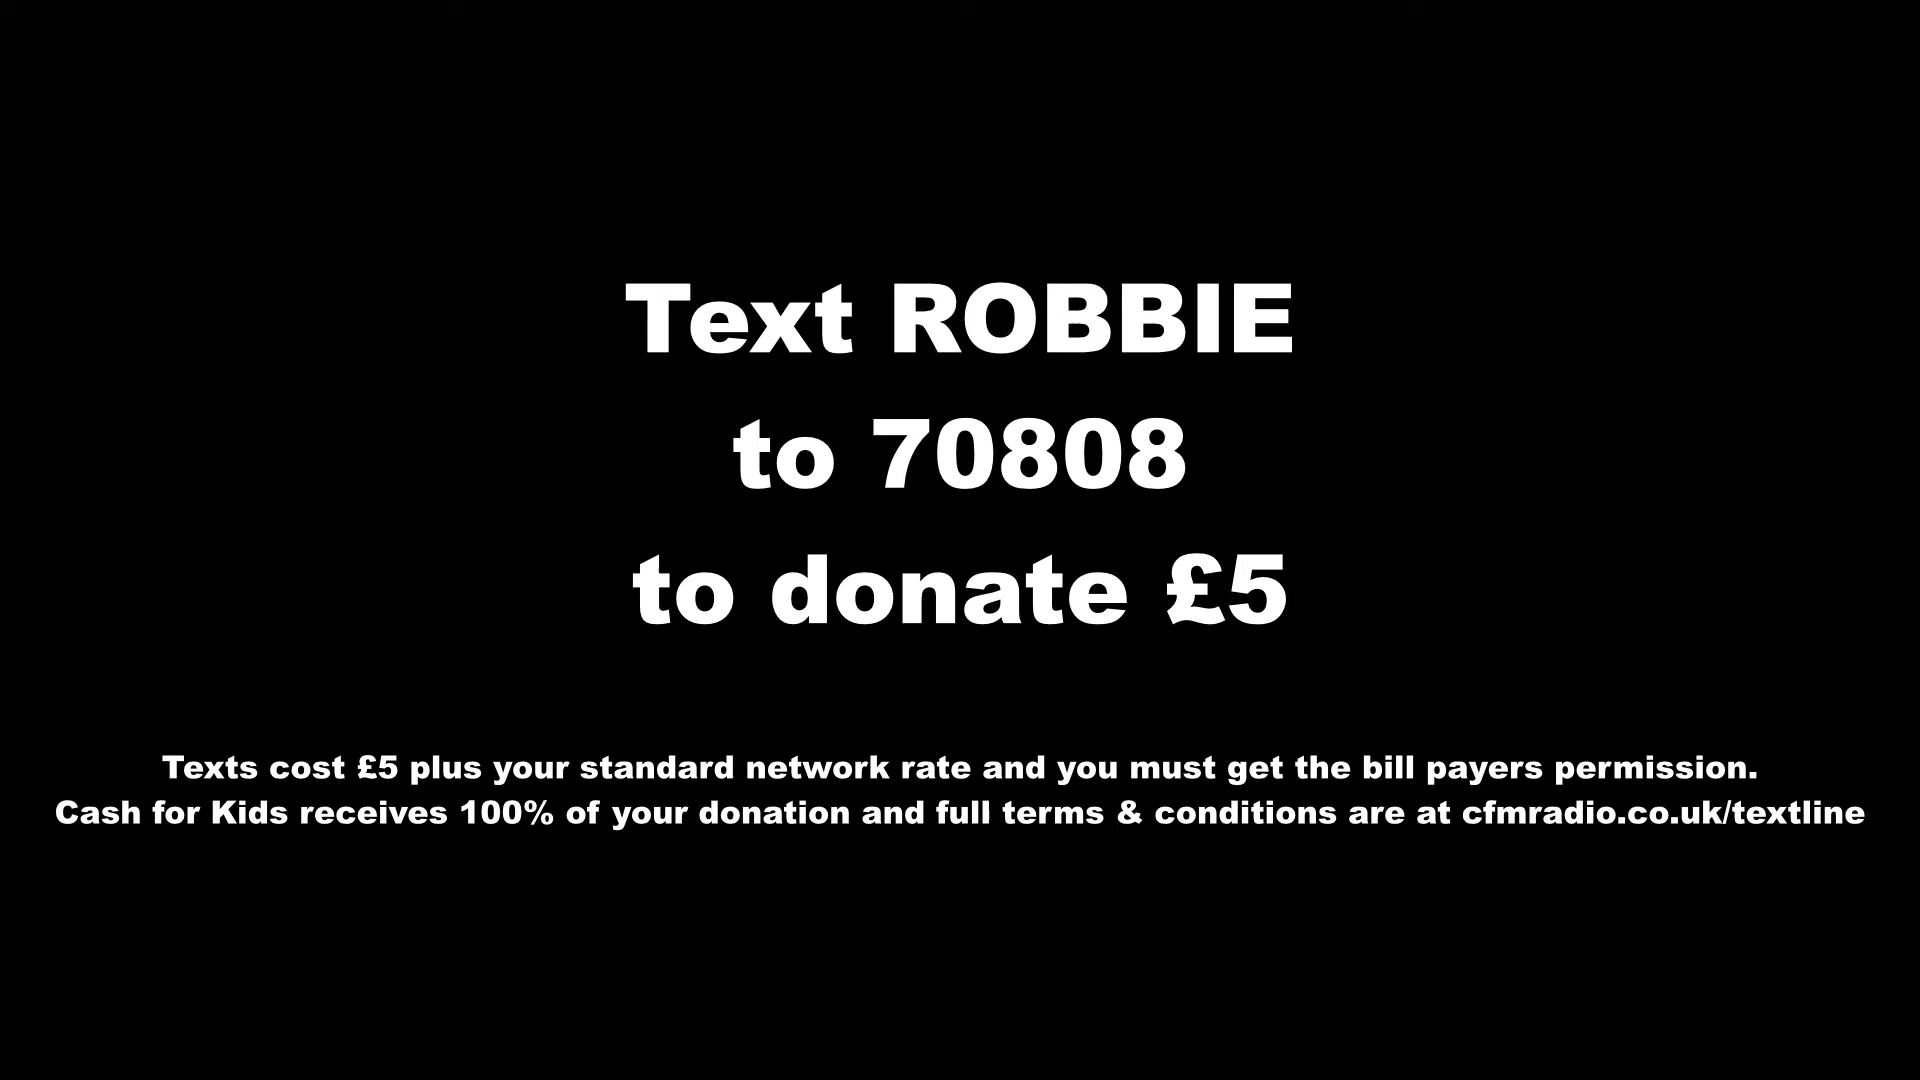 Text ROBBIE
to 70808
to donate £5
Texts cost £5 plus your standard network rate and you must get the bill payers permission.
Cash for Kids receives 100% of your donation and full terms & conditions are at cfmradio.co.uk/textline